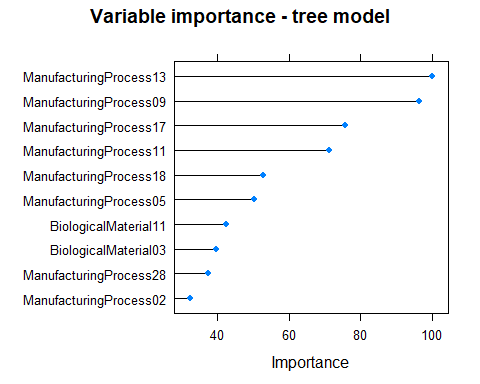 Variable importance - tree model
ManufacturingProcess13
ManufacturingProcess09
ManufacturingProcess17
ManufacturingProcess11
ManufacturingProcess18
ManufacturingProcess05
BiologicalMaterial11
BiologicalMaterial03
ManufacturingProcess28
ManufacturingProcess02
40 60 80 100
Importance